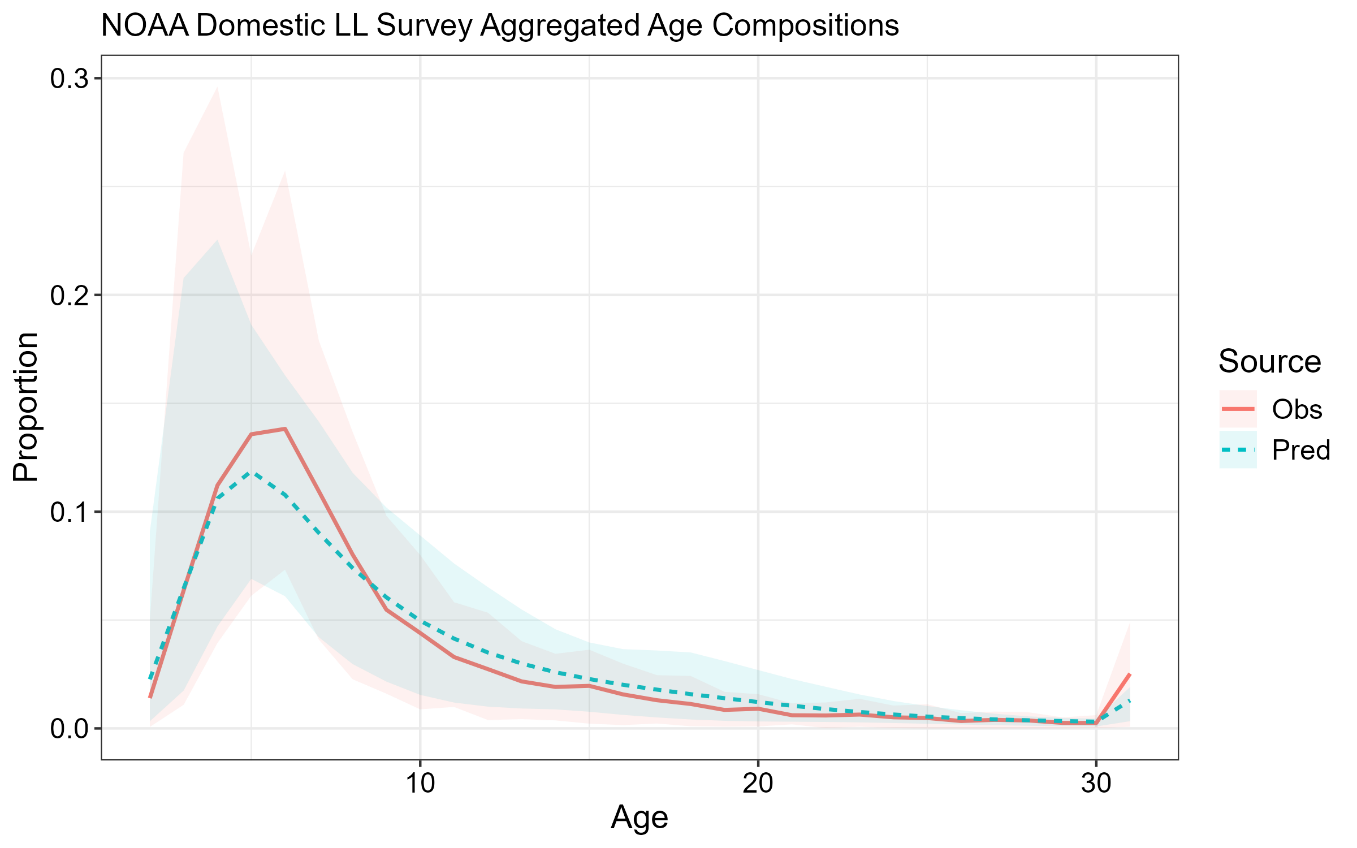 NOAA Domestic LL Survey Aggregated Age Compositions
0.3
0.2
0.1
0.0
Proportion
10
20
30
Age
Source
Obs
Pred